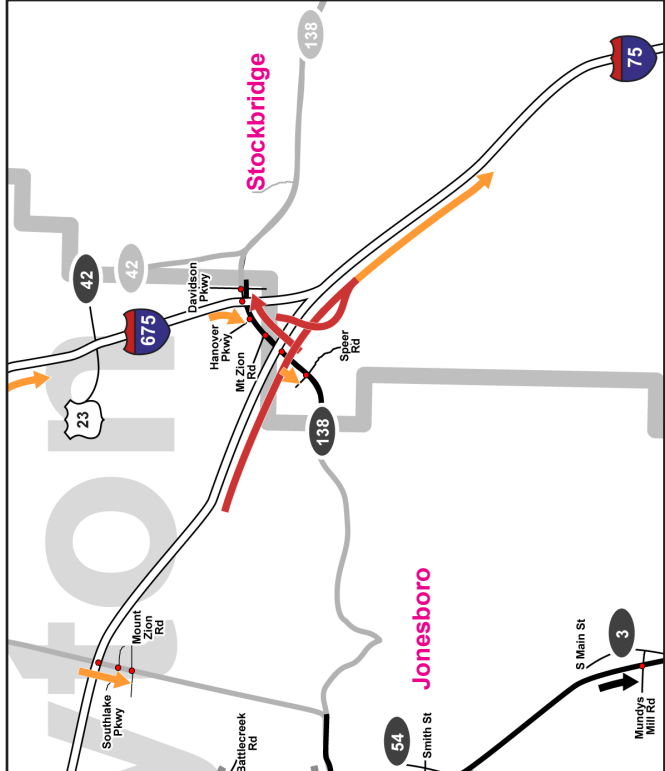 yton
Southlake
Pkwy
Mount
Zion
Rd
23
42
675
42
Hanover
Pkwy
Davidson
Pkwy
Mt Zion
Rd
Speer
Rd
Stockbridge
138
138
Battlecreek
Rd
54
Smith St
Jonesboro
S Main St
3
Mundys
Mill Rd
75